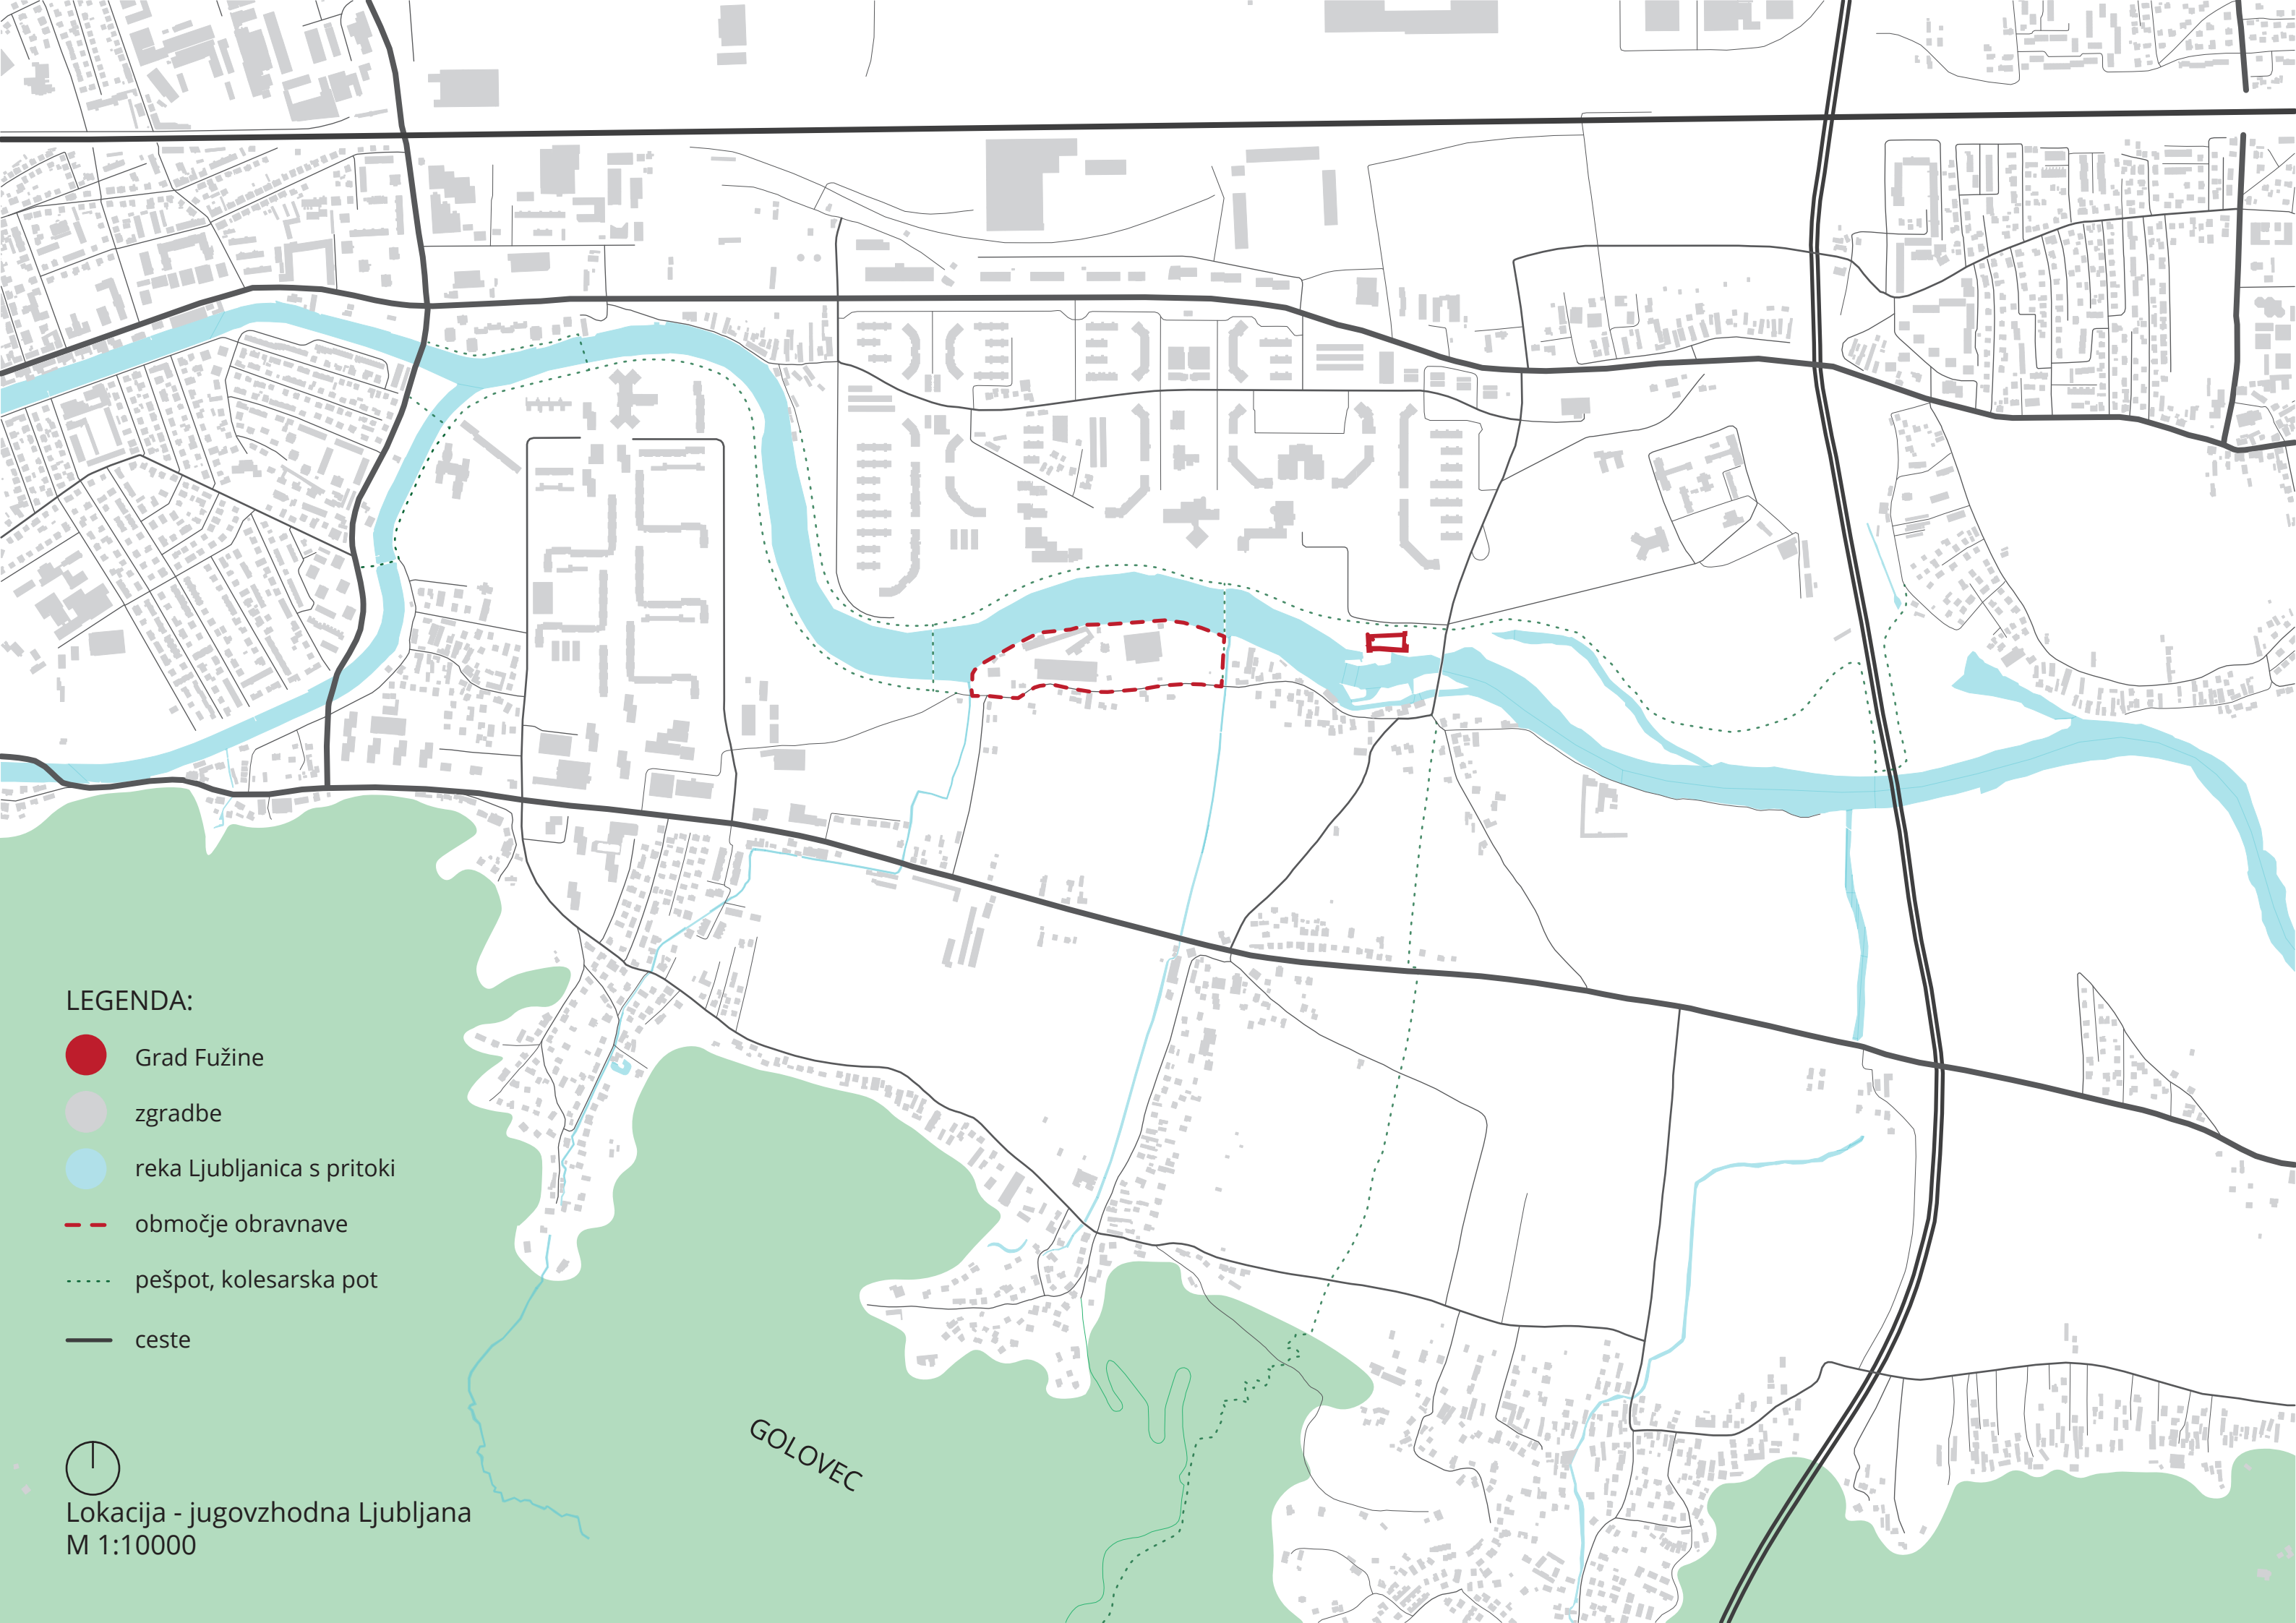 LEGENDA:
Grad Fužine
zgradbe
reka Ljubljanica s pritoki
območje obravnave
pešpot, kolesarska pot
ceste
GOLOVEC
Lokacija - jugovzhodna Ljubljana
M 1:10000